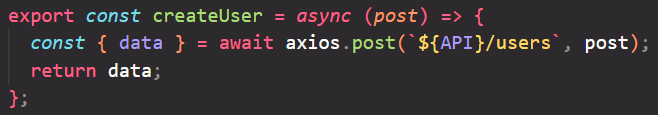 export const createUser = async (post) => {
  const { data } = await axios.post(`${API}/users`, post);
  return data;
};